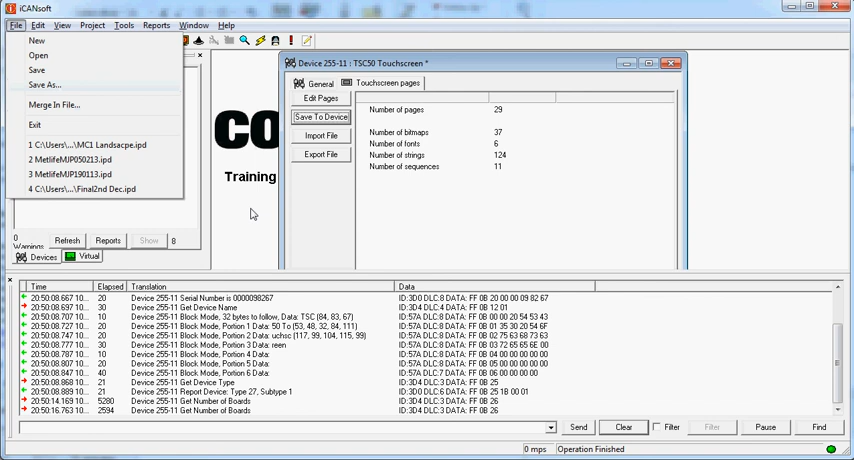 iCANsoft
File Edit View Project Tools Reports Window Help
New
Open
Save
Save As...
Merge In File...
Exit
1 C:\Users\...\MC1 Landsacpe.ipd
2 MetlifeMJP050213.ipd
3 MetlifeMJP190113.ipd
4 C:\Users\...\Final2nd Dec.ipd
Device 255-11 : TSC50 Touchscreen *
General Touchscreen pages
Edit Pages
Save To Device
Import File
Export File
Number of pages 29
Number of bitmaps 37
Number of fonts 6
Number of strings 124
Number of sequences 11
Training
0
Warnings Refresh Reports Show 8
Devices Virtual
Time Elapsed Translation Data
20:50:08.667 10... 20 Device 255-11 Serial Number is 0000098267 ID:3D0 DLC:8 DATA: FF 0B 20 00 00 09 82 67
20:50:08.697 10... 30 Device 255-11 Get Device Name ID:3D4 DLC:4 DATA: FF 0B 12 01
20:50:08.707 10... 10 Device 255-11 Block Mode, 32 bytes to follow, Data: TSC (84, 83, 67) ID:57A DLC:8 DATA: FF 0B 00 00 20 54 53 43
20:50:08.727 10... 20 Device 255-11 Block Mode, Portion 1 Data: 50 To (53, 48, 32, 84, 111) ID:57A DLC:8 DATA: FF 0B 01 35 30 20 54 6F
20:50:08.747 10... 20 Device 255-11 Block Mode, Portion 2 Data: uchsc (117, 99, 104, 115, 99) ID:57A DLC:8 DATA: FF 0B 02 75 63 68 73 63
20:50:08.777 10... 30 Device 255-11 Block Mode, Portion 3 Data: reen ID:57A DLC:8 DATA: FF 0B 03 72 65 65 6E 00
20:50:08.787 10... 10 Device 255-11 Block Mode, Portion 4 Data: ID:57A DLC:8 DATA: FF 0B 04 00 00 00 00 00
20:50:08.807 10... 20 Device 255-11 Block Mode, Portion 5 Data: ID:57A DLC:8 DATA: FF 0B 05 00 00 00 00 00
20:50:08.847 10... 40 Device 255-11 Block Mode, Portion 6 Data: ID:57A DLC:7 DATA: FF 0B 06 00 00 00 00
20:50:08.868 10... 21 Device 255-11 Get Device Type ID:3D4 DLC:3 DATA: FF 0B 25
20:50:08.889 10... 21 Device 255-11 Report Device: Type 27, Subtype 1 ID:3D0 DLC:6 DATA: FF 0B 25 1B 00 01
20:50:14.169 10... 5280 Device 255-11 Get Number of Boards ID:3D4 DLC:3 DATA: FF 0B 26
20:50:16.763 10... 2594 Device 255-11 Get Number of Boards ID:3D4 DLC:3 DATA: FF 0B 26
Send Clear Filter Filter Pause Find
0 mps Operation Finished